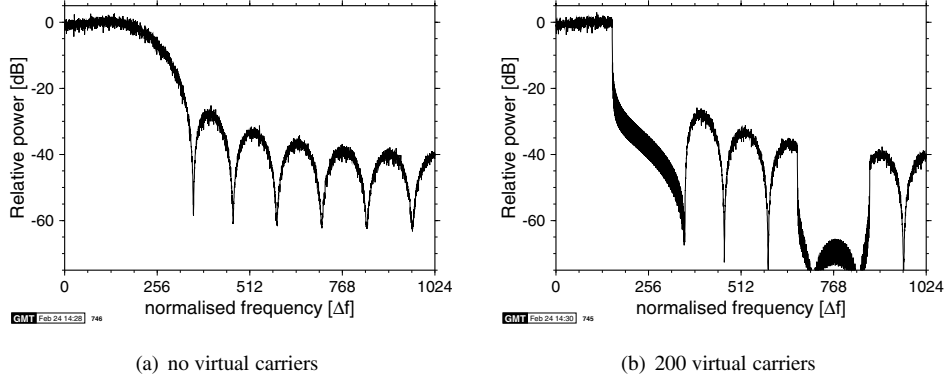 0
-20
-40
-60
Relative power [dB]
0 256 512 768 1024
normalised frequency [Δf]
GMT Feb 24 14:28 746
(a) no virtual carriers
0
-20
-40
-60
Relative power [dB]
0 256 512 768 1024
normalised frequency [Δf]
GMT Feb 24 14:30 745
(b) 200 virtual carriers